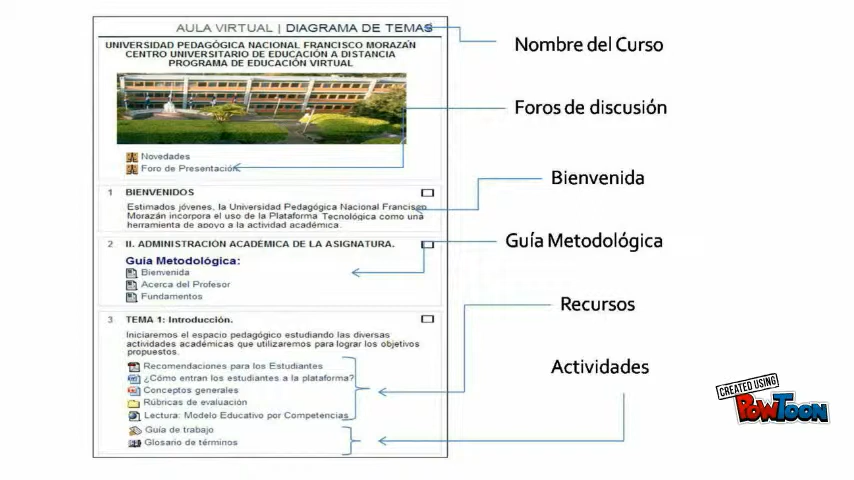 AULA VIRTUAL | DIAGRAMA DE TEMAS
UNIVERSIDAD PEDAGÓGICA NACIONAL FRANCISCO MORAZÁN
CENTRO UNIVERSITARIO DE EDUCACIÓN A DISTANCIA
PROGRAMA DE EDUCACIÓN VIRTUAL
Novedades
Foro de Presentación
1 BIENVENIDOS
Estimados jóvenes, la Universidad Pedagógica Nacional Francisco
Morazán incorpora el uso de la Plataforma Tecnológica como una
herramienta de apoyo a la actividad académica.
2 II. ADMINISTRACIÓN ACADÉMICA DE LA ASIGNATURA.
Guía Metodológica:
Bienvenida
Acerca del Profesor
Fundamentos
3 TEMA 1: Introducción.
Iniciaremos el espacio pedagógico estudiando las diversas
actividades académicas que utilizaremos para lograr los objetivos
propuestos.
Recomendaciones para los Estudiantes
¿Cómo entran los estudiantes a la plataforma?
Conceptos generales
Rúbricas de evaluación
Lectura: Modelo Educativo por Competencias
Guía de trabajo
Glosario de términos
Nombre del Curso
Foros de discusión
Bienvenida
Guía Metodológica
Recursos
Actividades
CREATED USING
POWTOON